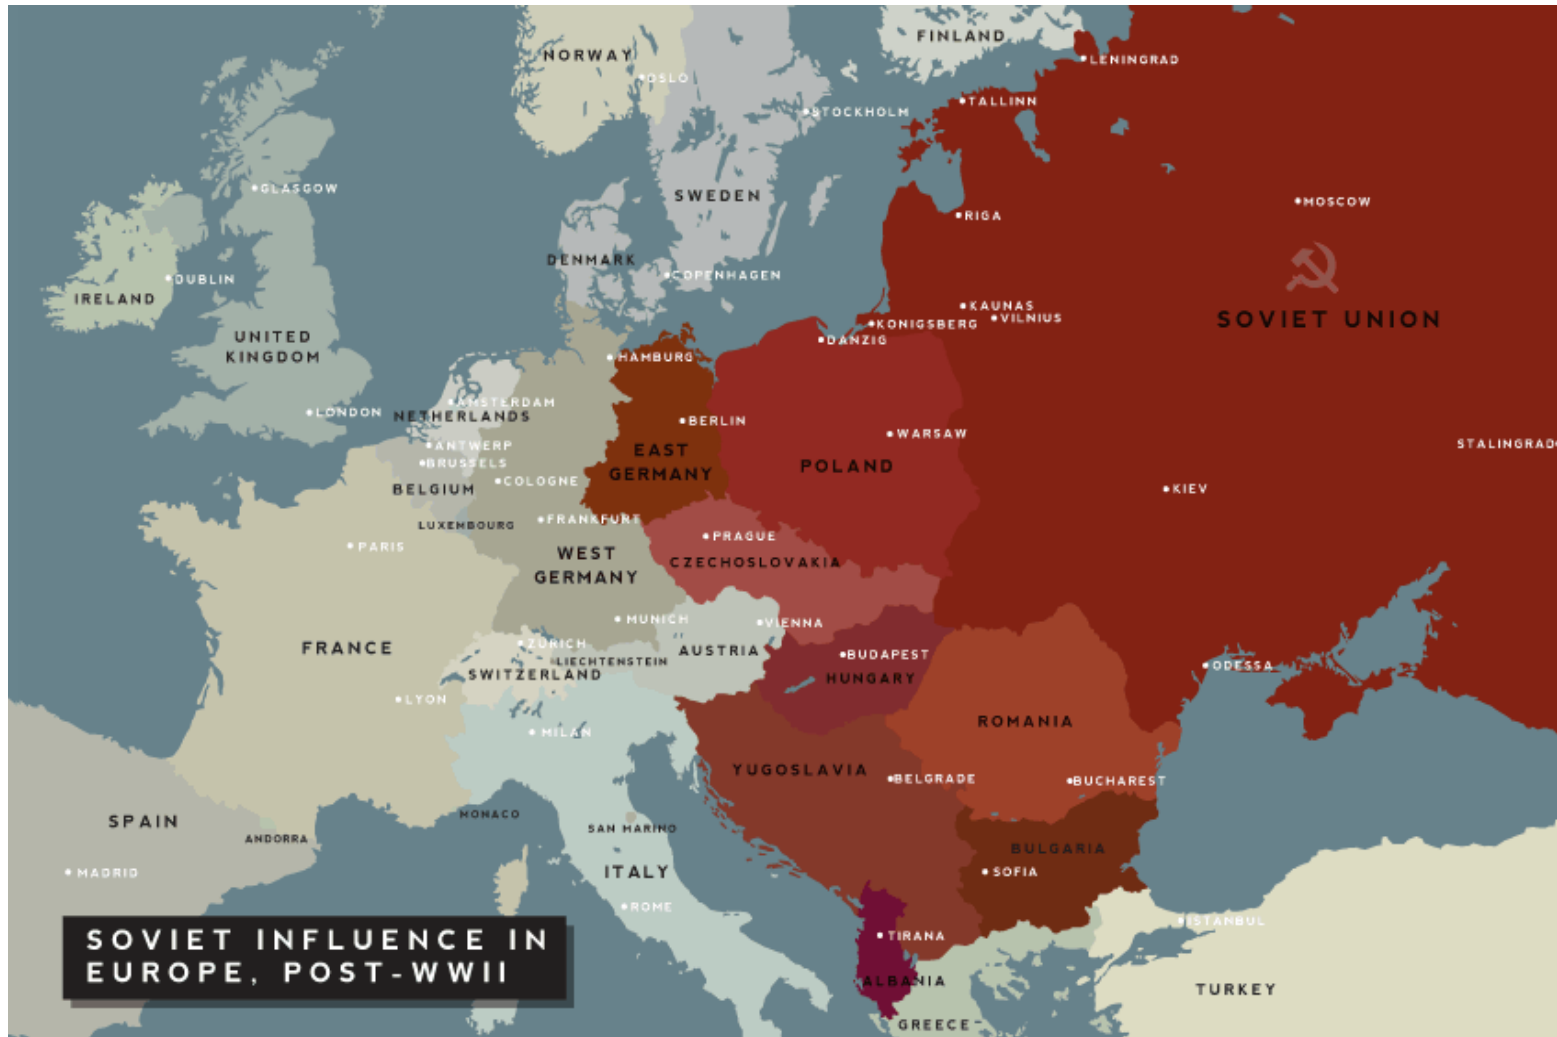 NORWAY
OSLO
FINLAND
LENINGRAD
TALLINN
STOCKHOLM
GLASGOW
SWEDEN
MOSCOW
RIGA
DUBLIN
IRELAND
DENMARK
COPENHAGEN
KAUNAS
VILNIUS
SOVIET UNION
KONIGSBERG
DANZIG
UNITED
KINGDOM
HAMBURG
AMSTERDAM
NETHERLANDS
LONDON
BERLIN
WARSAW
STALINGRAD
ANTWERP
BRUSSELS
EAST
GERMANY
POLAND
COLOGNE
BELGIUM
KIEV
LUXEMBOURG
FRANKFURT
PARIS
PRAGUE
WEST
GERMANY
CZECHOSLOVAKIA
MUNICH
VIENNA
FRANCE
ZURICH
LIECHTENSTEIN
SWITZERLAND
AUSTRIA
BUDAPEST
HUNGARY
ODESSA
LYON
MILAN
ROMANIA
YUGOSLAVIA
BELGRADE
BUCHAREST
SPAIN
ANDORRA
MONACO
SAN MARINO
BULGARIA
MADRID
ITALY
SOFIA
ROME
ISTANBUL
TIRANA
ALBANIA
TURKEY
GREECE
SOVIET INFLUENCE IN
EUROPE, POST-WWII